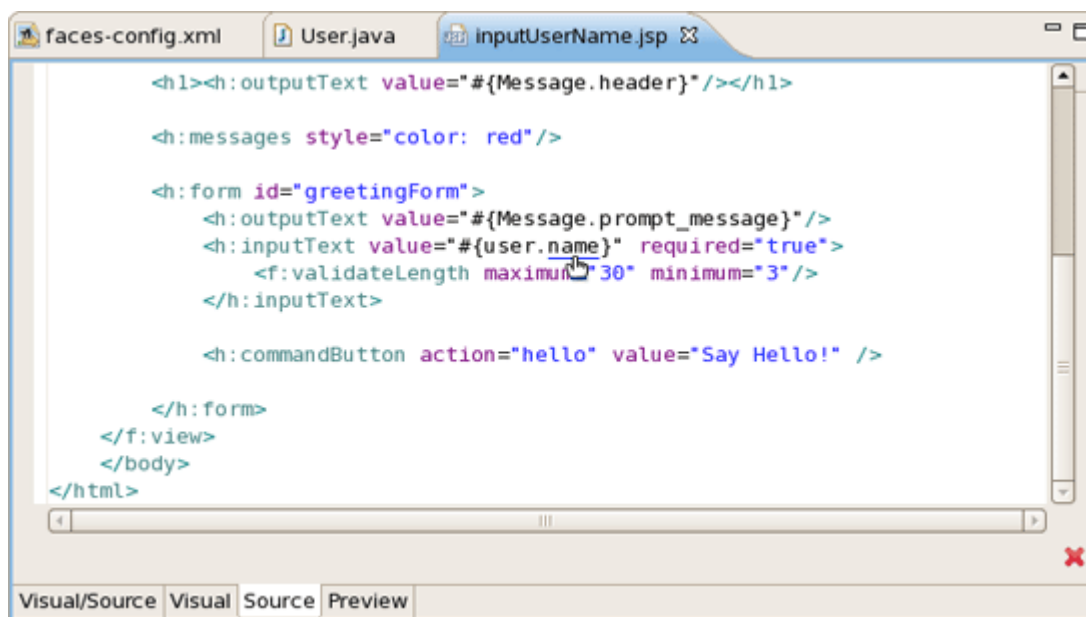 faces-config.xml User.java inputUserName.jsp
<h1><h:outputText value="#{Message.header}"/></h1>
<h:messages style="color: red"/>
<h:form id="greetingForm">
<h:outputText value="#{Message.prompt_message}"/>
<h:inputText value="#{user.name}" required="true">
<f:validateLength maximum="30" minimum="3"/>
</h:inputText>
<h:commandButton action="hello" value="Say Hello!" />
</h:form>
</f:view>
</body>
</html>
Visual/Source Visual Source Preview